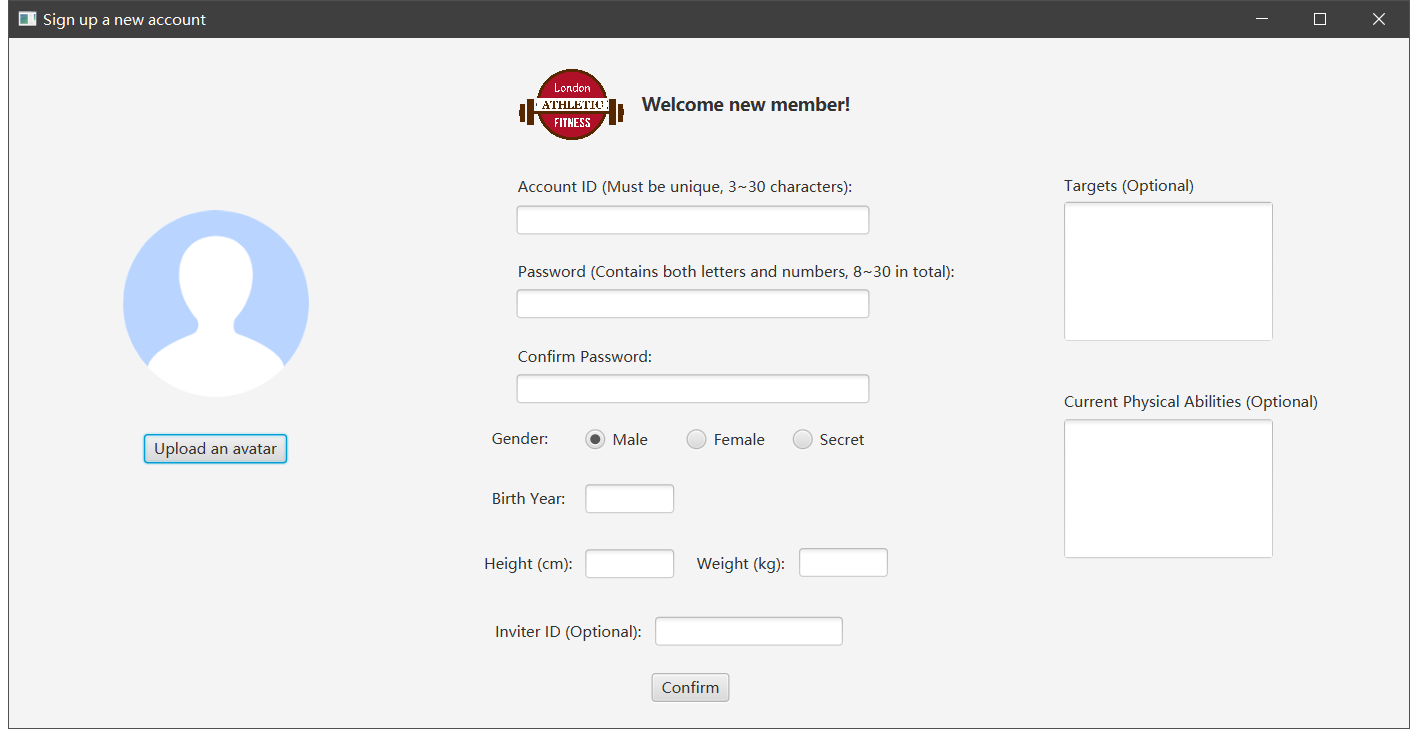 Sign up a new account
London
ATHLETIC
FITNESS
Welcome new member!
Account ID (Must be unique, 3~30 characters):
Password (Contains both letters and numbers, 8~30 in total):
Confirm Password:
Gender:
Male
Female
Secret
Birth Year:
Height (cm):
Weight (kg):
Inviter ID (Optional):
Confirm
Upload an avatar
Targets (Optional)
Current Physical Abilities (Optional)